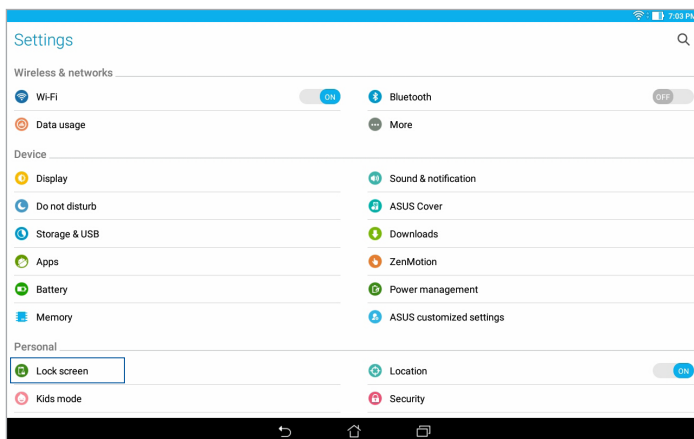 7:03 PM
Settings
Wireless & networks
Wi-Fi ON Bluetooth OFF
Data usage More
Device
Display Sound & notification
Do not disturb ASUS Cover
Storage & USB Downloads
Apps ZenMotion
Battery Power management
Memory ASUS customized settings
Personal
Lock screen Location ON
Kids mode Security